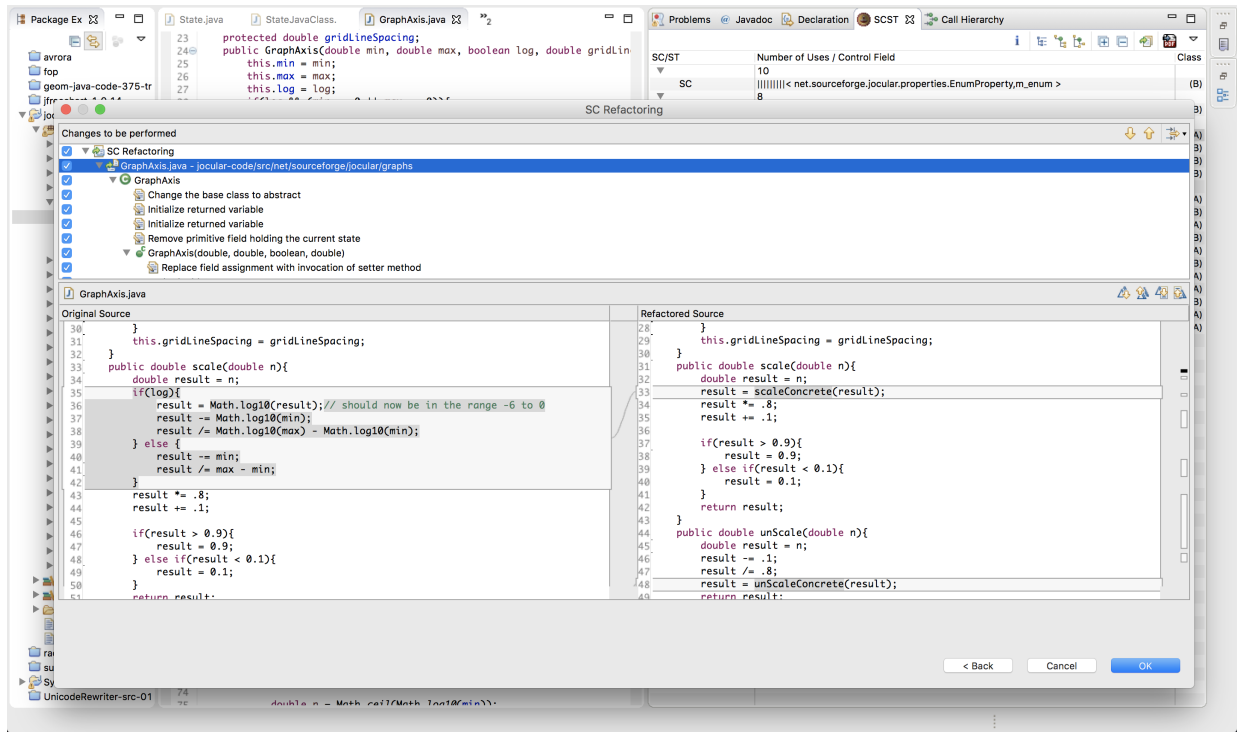 Package Ex
State.java
StateJavaClass.
GraphAxis.java
»2
Problems
Javadoc
Declaration
SCST
Call Hierarchy
avrora
fop
geom-java-code-375-tr
23 protected double gridLineSpacing;
24 public GraphAxis(double min, double max, boolean log, double gridLin
25 this.min = min;
26 this.max = max;
27 this.log = log;
SC/ST Number of Uses / Control Field Class
10
SC ||||||||||< net.sourceforge.jocular.properties.EnumProperty,m_enum > (B)
8
SC Refactoring
Changes to be performed
SC Refactoring
GraphAxis.java - jocular-code/src/net/sourceforge/jocular/graphs
GraphAxis
Change the base class to abstract
Initialize returned variable
Initialize returned variable
Remove primitive field holding the current state
GraphAxis(double, double, boolean, double)
Replace field assignment with invocation of setter method
GraphAxis.java
Original Source
30 }
31 this.gridLineSpacing = gridLineSpacing;
32 }
33 public double scale(double n){
34 double result = n;
35 if(log){
36 result = Math.log10(result);// should now be in the range -6 to 0
37 result -= Math.log10(min);
38 result /= Math.log10(max) - Math.log10(min);
39 } else {
40 result -= min;
41 result /= max - min;
42 }
43 result *= .8;
44 result += .1;
45
46 if(result > 0.9){
47 result = 0.9;
48 } else if(result < 0.1){
49 result = 0.1;
50 }
51 return result;
Refactored Source
28 }
29 this.gridLineSpacing = gridLineSpacing;
30 }
31 public double scale(double n){
32 double result = n;
33 result = scaleConcrete(result);
34 result *= .8;
35 result += .1;
36
37 if(result > 0.9){
38 result = 0.9;
39 } else if(result < 0.1){
40 result = 0.1;
41 }
42 return result;
43 }
44 public double unScale(double n){
45 double result = n;
46 result -= .1;
47 result /= .8;
48 result = unScaleConcrete(result);
49 return result;
< Back
Cancel
OK
UnicodeRewriter-src-01
74
75 double n = Math.ceil(Math.log10(min));